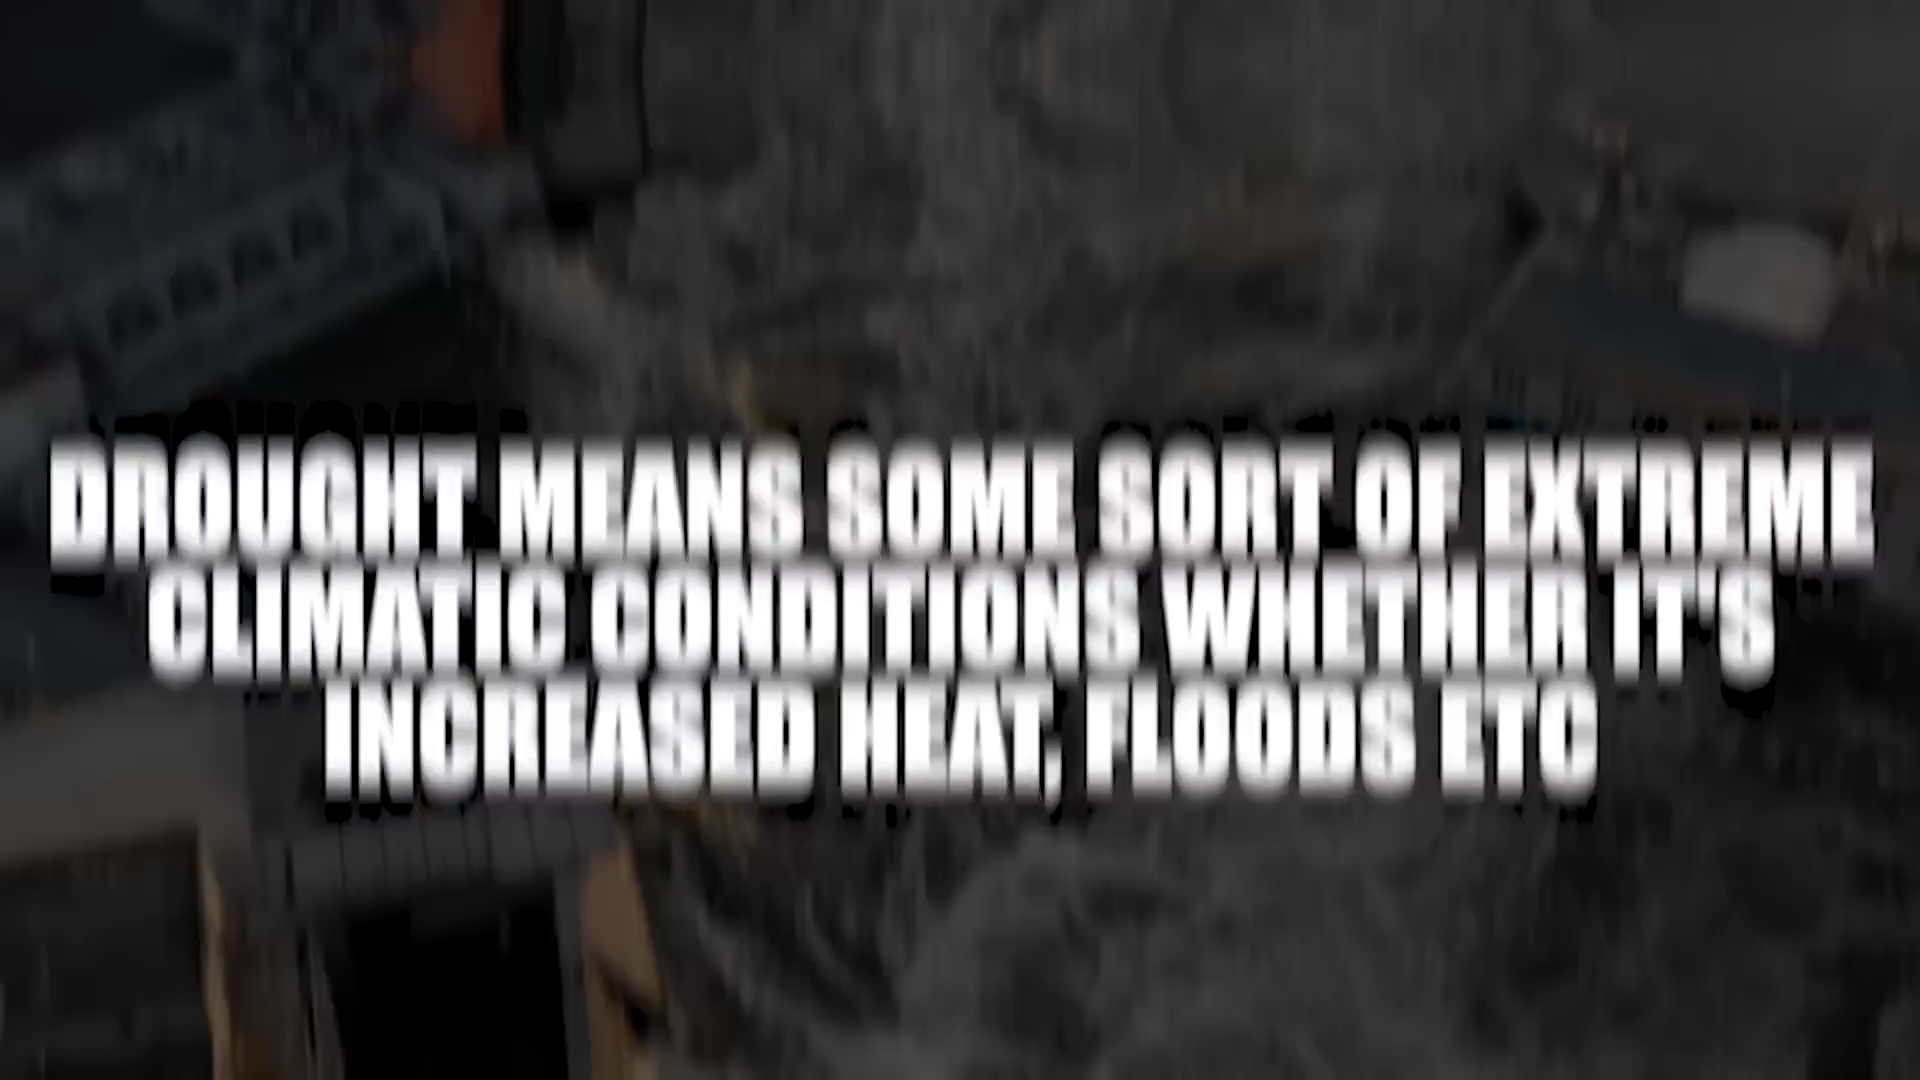 DROUGHT MEANS SOME SORT OF EXTREME
CLIMATIC CONDITIONS WHETHER IT'S
INCREASED HEAT, FLOODS ETC